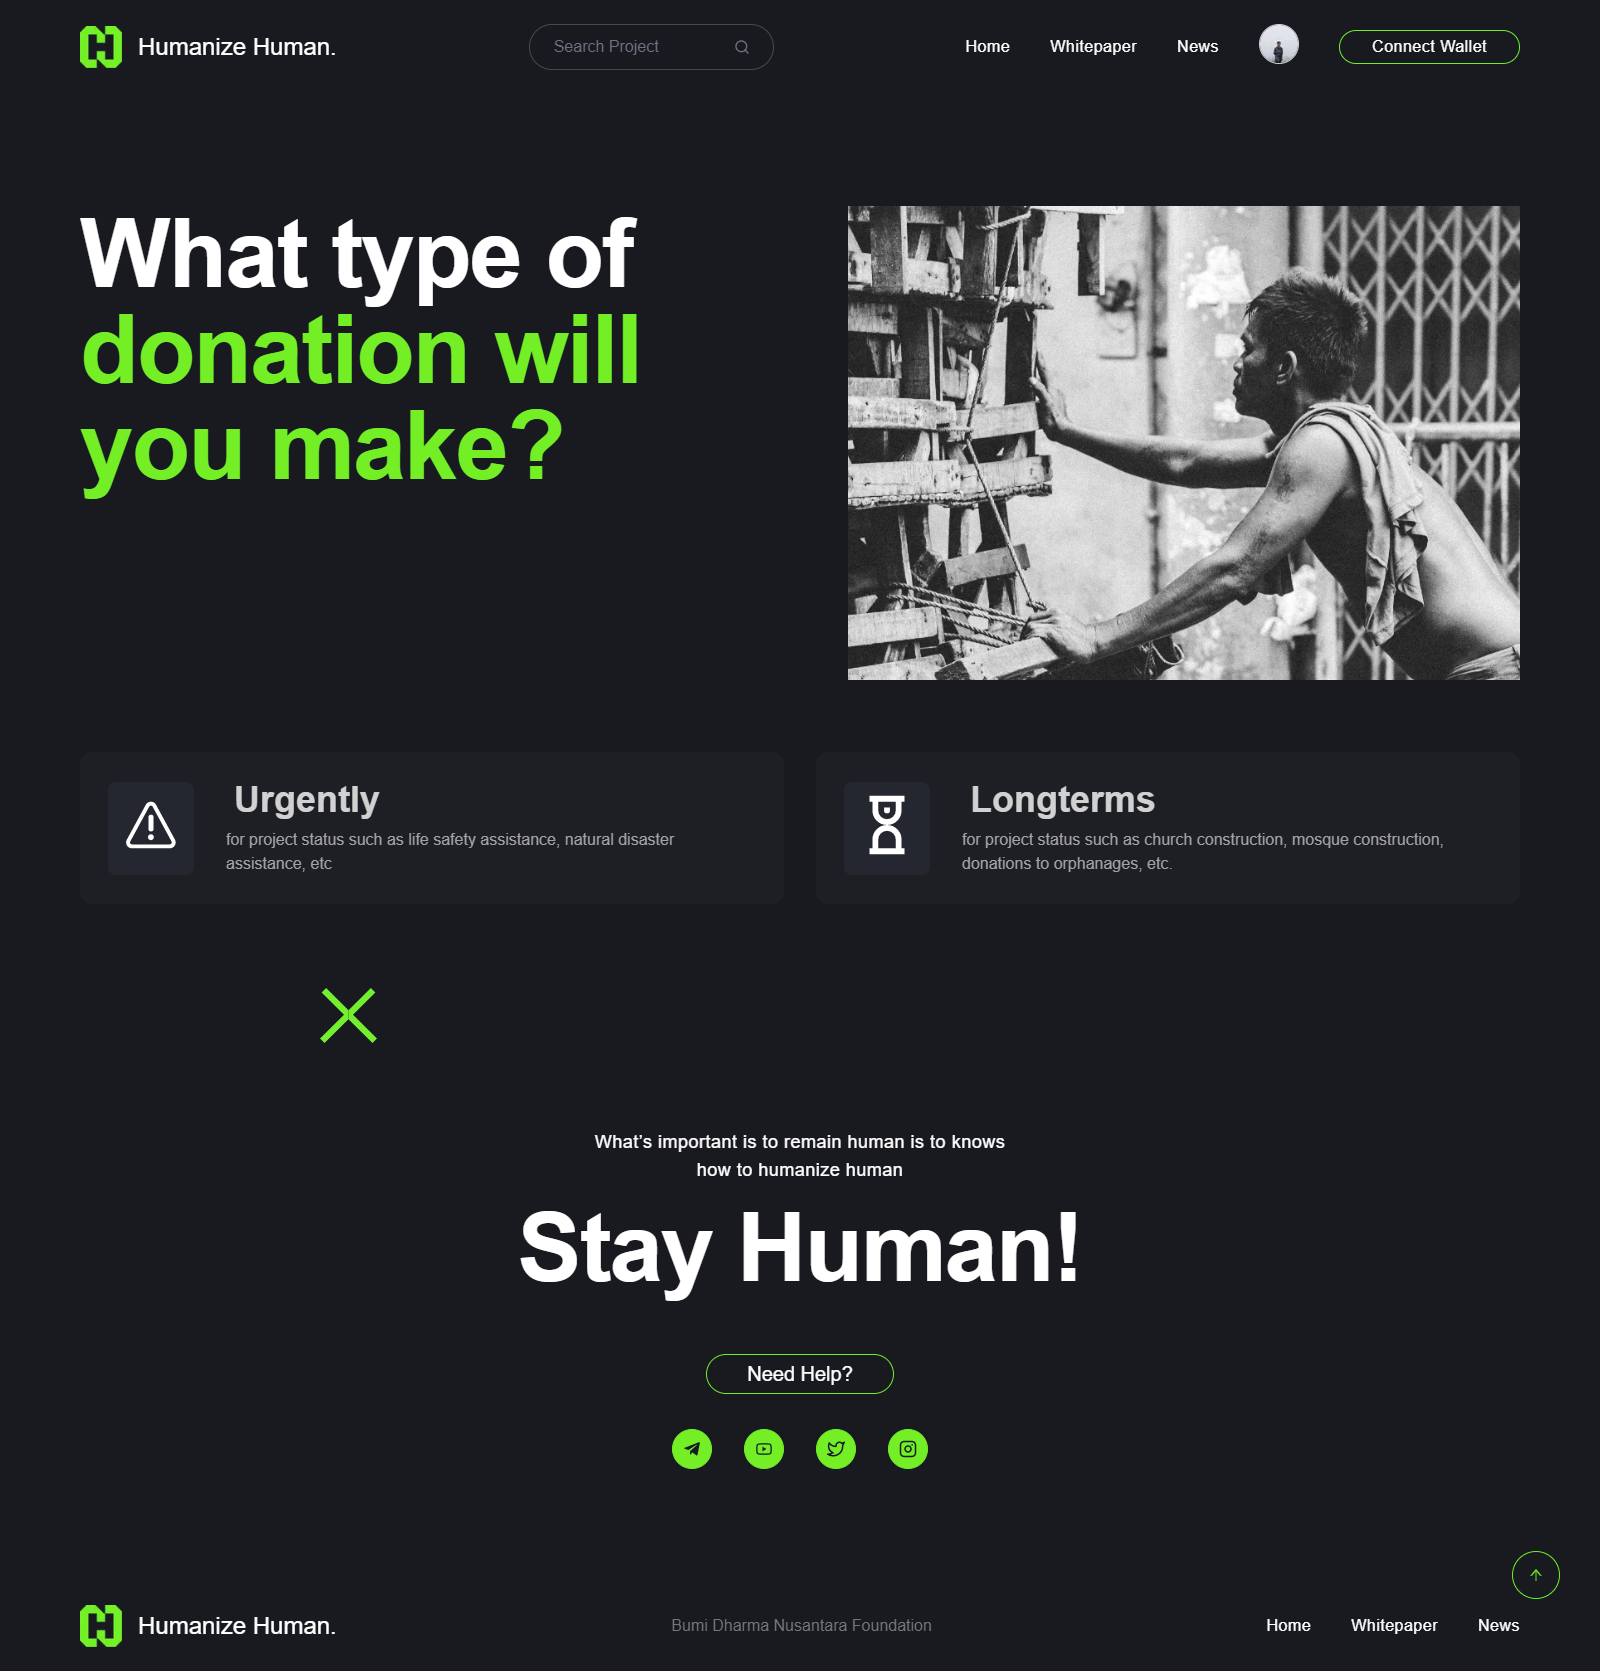 Humanize Human.
Search Project
Home
Whitepaper
News
Connect Wallet
What type of
donation will
you make?
Urgently
for project status such as life safety assistance, natural disaster
assistance, etc
Longterms
for project status such as church construction, mosque construction,
donations to orphanages, etc.
What's important is to remain human is to knows
how to humanize human
Stay Human!
Need Help?
Humanize Human.
Bumi Dharma Nusantara Foundation
Home
Whitepaper
News